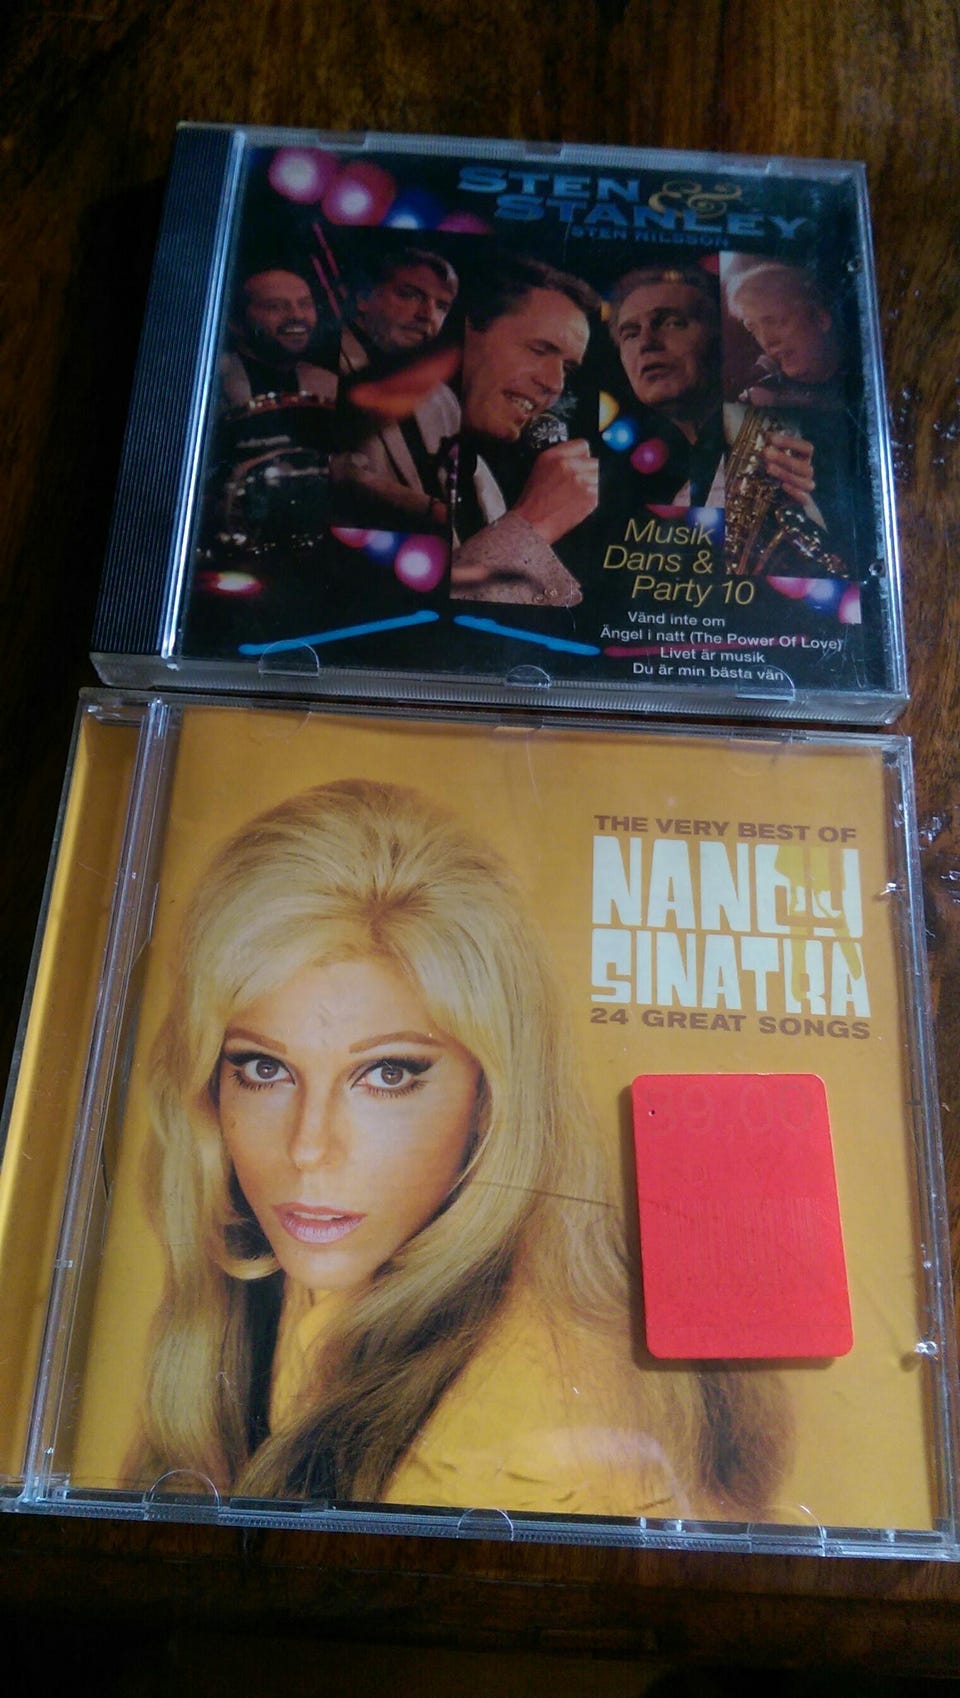 STEN &
STANLEY
STEN NILSSON
Musik
Dans &
Party 10
Vänd inte om
Ängel i natt (The Power Of Love)
Livet är musik
Du är min bästa vän
THE VERY BEST OF
NANCY
SINATRA
24 GREAT SONGS